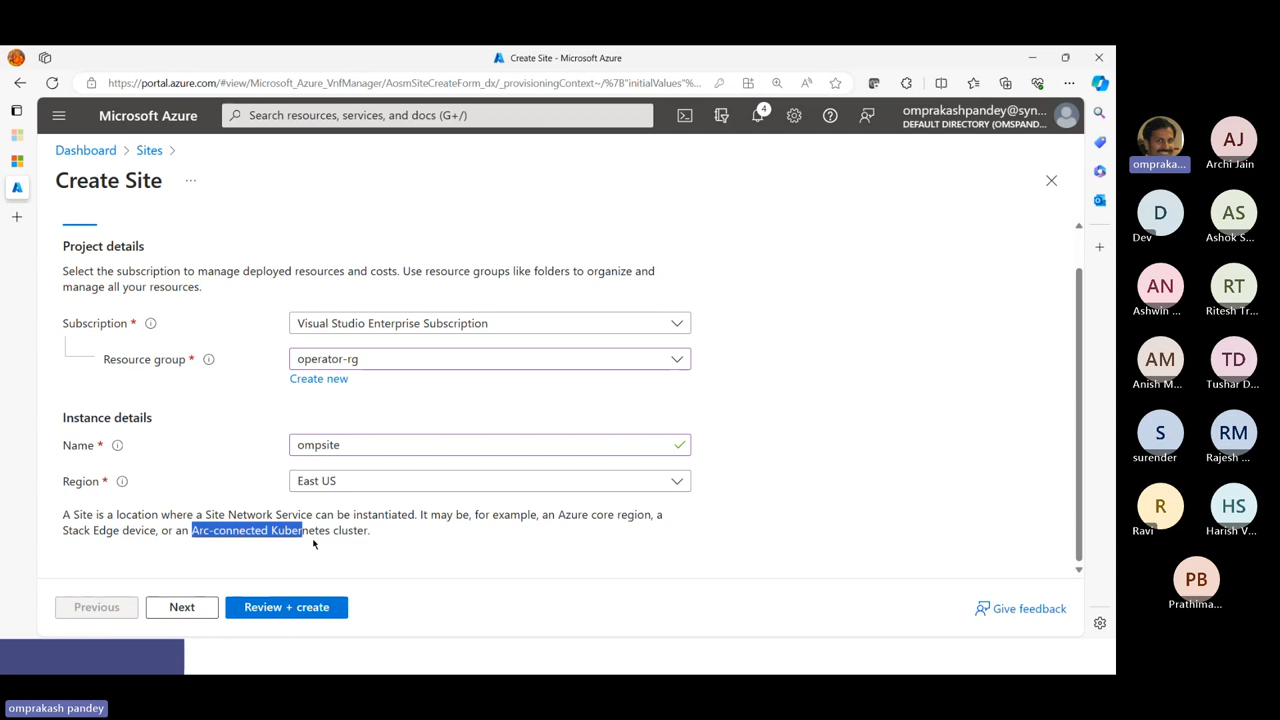 Create Site - Microsoft Azure
https://portal.azure.com/#view/Microsoft_Azure_VnfManager/AosmSiteCreateForm_dx/_provisioningContext~/%7B"initialValues"%...
Microsoft Azure
Search resources, services, and docs (G+/)
4
omprakashpandey@syn...
DEFAULT DIRECTORY (OMSPAND...
Dashboard > Sites >
Create Site ...
Project details
Select the subscription to manage deployed resources and costs. Use resource groups like folders to organize and
manage all your resources.
Subscription *
Visual Studio Enterprise Subscription
Resource group *
operator-rg
Create new
Instance details
Name *
ompsite
Region *
East US
A Site is a location where a Site Network Service can be instantiated. It may be, for example, an Azure core region, a
Stack Edge device, or an Arc-connected Kubernetes cluster.
Previous
Next
Review + create
Give feedback
ompraka...
AJ
Archi Jain
D
Dev
AS
Ashok S...
AN
Ashwin ...
RT
Ritesh Tr...
AM
Anish M...
TD
Tushar D...
S
surender
RM
Rajesh ...
R
Ravi
HS
Harish V...
PB
Prathima...
omprakash pandey